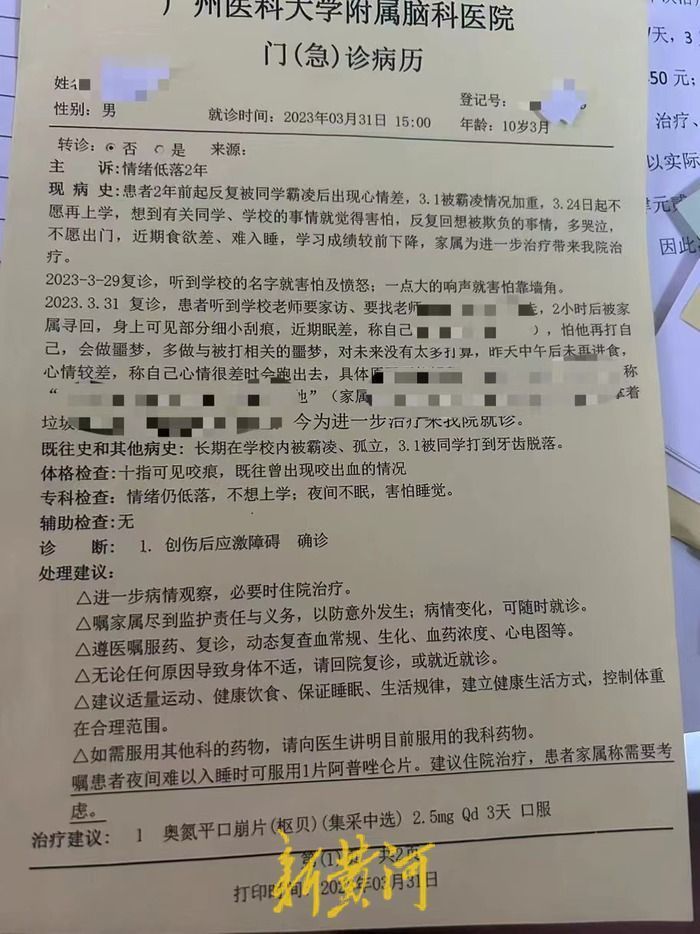 广州医科大学附属脑科医院
门(急)诊病历
姓名
登记号:
性别: 男
就诊时间: 2023年03月31日 15:00
年龄: 10岁3月
转诊: 否 是 来源:
主 诉:情绪低落2年
现 病 史:患者2年前起反复被同学霸凌后出现心情差, 3.1被霸凌情况加重, 3.24日起不
愿再上学, 想到有关同学、学校的事情就觉得害怕, 反复回想被欺负的事情, 多哭泣,
不愿出门, 近期食欲差、难入睡, 学习成绩较前下降, 家属为进一步治疗带来我院治
疗。
2023-3-29复诊, 听到学校的名字就害怕及愤怒; 一点大的响声就害怕靠墙角。
2023.3.31 复诊, 患者听到学校老师要家访、要找老师 , 2小时后被家
属寻回, 身上可见部分细小刮痕, 近期眠差, 称自己 ), 怕他再打自
己, 会做噩梦, 多做与被打相关的噩梦, 对未来没有太多打算, 昨天中午后未再进食,
心情较差, 称自己心情很差时会跑出去, 具体 称
“ 他”(家属 拿着
垃圾 今为进一步治疗来我院就诊。
既往史和其他病史: 长期在学校内被霸凌、孤立, 3.1被同学打到牙齿脱落。
体格检查:十指可见咬痕, 既往曾出现咬出血的情况
专科检查: 情绪仍低落, 不想上学; 夜间不眠, 害怕睡觉。
辅助检查:无
诊 断: 1. 创伤后应激障碍 确诊
处理建议:
△进一步病情观察, 必要时住院治疗。
△嘱家属尽到监护责任与义务, 以防意外发生; 病情变化, 可随时就诊。
△遵医嘱服药、复诊, 动态复查血常规、生化、血药浓度、心电图等。
△无论任何原因导致身体不适, 请回院复诊, 或就近就诊。
△建议适量运动、健康饮食、保证睡眠、生活规律, 建立健康生活方式, 控制体重
在合理范围。
△如需服用其他科的药物, 请向医生讲明目前服用的我科药物。
嘱患者夜间难以入睡时可服用1片阿普唑仑片。建议住院治疗, 患者家属称需要考
虑。
治疗建议: 1 奥氮平口崩片(枢贝)(集采中选) 2.5mg Qd 3天 口服
第(1)页 共2页
打印时间: 2023年03月31日
新黄河
天, 3
50 元;
治疗、
以实际
因此